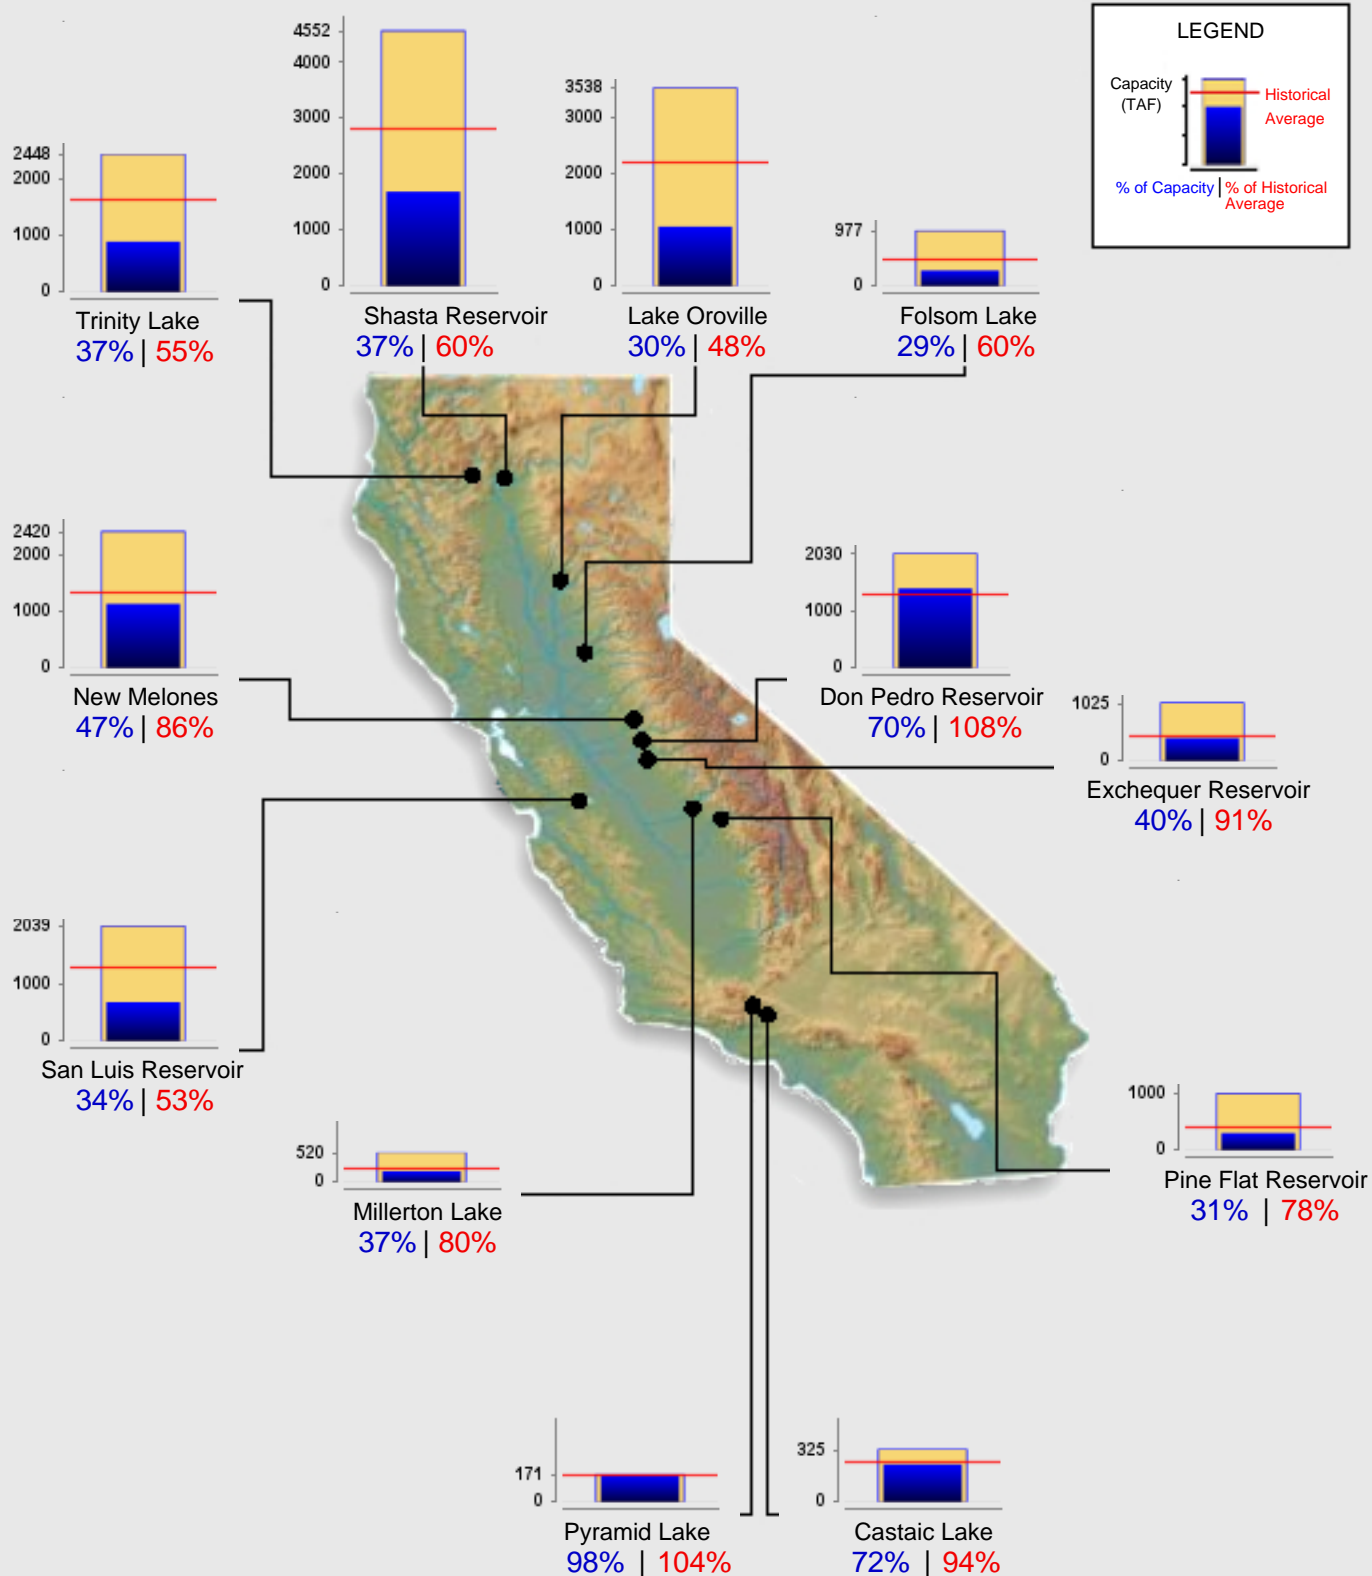 LEGEND
Capacity
(TAF)
Historical
Average
% of Capacity | % of Historical
Average
2448
2000
1000
0
Trinity Lake
37% | 55%
4552
4000
3000
2000
1000
0
Shasta Reservoir
37% | 60%
3538
3000
2000
1000
0
Lake Oroville
30% | 48%
977
0
Folsom Lake
29% | 60%
2420
2000
1000
0
New Melones
47% | 86%
2030
1000
0
Don Pedro Reservoir
70% | 108%
1025
0
Exchequer Reservoir
40% | 91%
2039
1000
0
San Luis Reservoir
34% | 53%
520
0
Millerton Lake
37% | 80%
1000
0
Pine Flat Reservoir
31% | 78%
171
0
Pyramid Lake
98% | 104%
325
0
Castaic Lake
72% | 94%